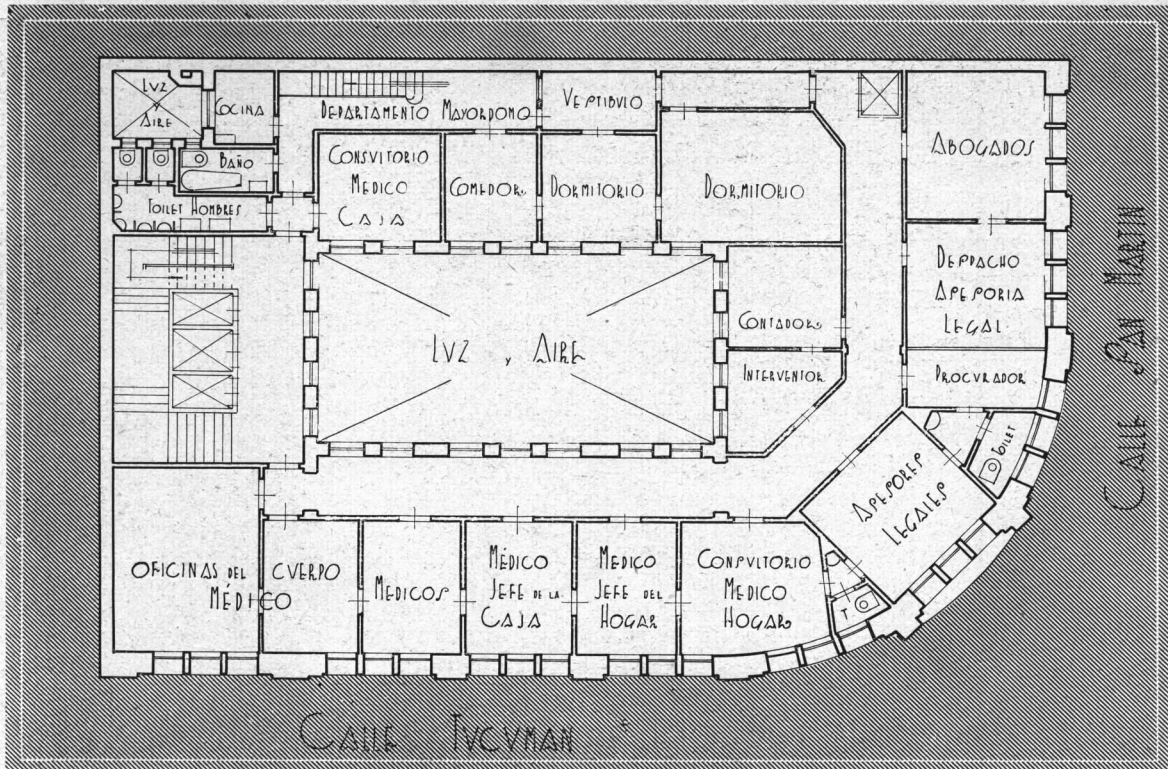 LUZ
Y
AIRE
COCINA
DEPARTAMENTO MAYORDOMO
VESTIBULO
ABOGADOS
BAÑO
CONSULTORIO
MEDICO
CAJA
COMEDOR
DORMITORIO
DORMITORIO
TOILET HOMBRES
DESPACHO
ASESORIA
LEGAL
CONTADOR
LUZ Y AIRE
INTERVENTOR
PROCURADOR
TOILET
ASESORES
LEGALES
OFICINAS DEL
MÉDICO
CUERPO
MEDICOS
MÉDICO
JEFE DE LA
CAJA
MEDICO
JEFE DEL
HOGAR
CONSULTORIO
MEDICO
HOGAR
T
CALLE SAN MARTIN
CALLE TUCUMAN